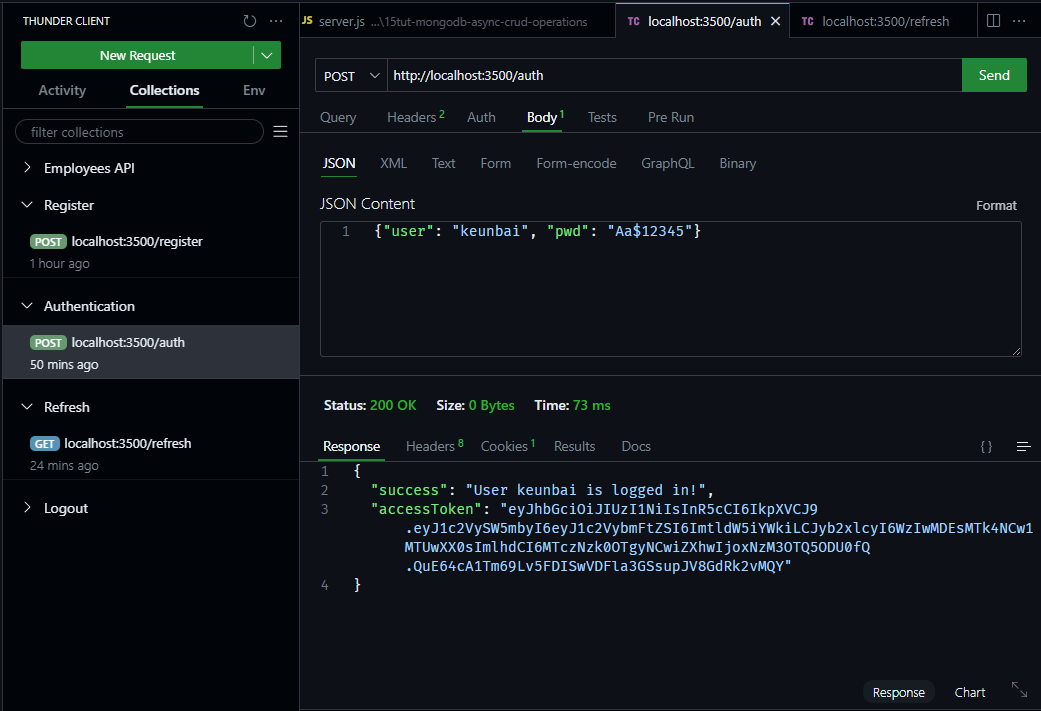 THUNDER CLIENT
New Request
Activity Collections Env
filter collections
Employees API
Register
POST localhost:3500/register
1 hour ago
Authentication
POST localhost:3500/auth
50 mins ago
Refresh
GET localhost:3500/refresh
24 mins ago
Logout
JS server.js ...\15tut-mongodb-async-crud-operations
TC localhost:3500/auth
TC localhost:3500/refresh
POST http://localhost:3500/auth Send
Query Headers 2 Auth Body 1 Tests Pre Run
JSON XML Text Form Form-encode GraphQL Binary
JSON Content Format
1 {"user": "keunbai", "pwd": "Aa$12345"}
Status: 200 OK Size: 0 Bytes Time: 73 ms
Response Headers 8 Cookies 1 Results Docs { }
1 {
2 "success": "User keunbai is logged in!",
3 "accessToken": "eyJhbGciOiJIUzI1NiIsInR5cCI6IkpXVCJ9
.eyJ1c2VySW5mbyI6eyJ1c2VybmFtZSI6ImtldW5iYWkiLCJyb2xlcyI6WzIwMDEsMTk4NCw1
MTUwXX0sImlhdCI6MTczNzk0OTgyNCwiZXhwIjoxNzM3OTQ5ODU0fQ
.QuE64cA1Tm69Lv5FDISwVDFla3GSsupJV8GdRk2vMQY"
4 }
Response Chart